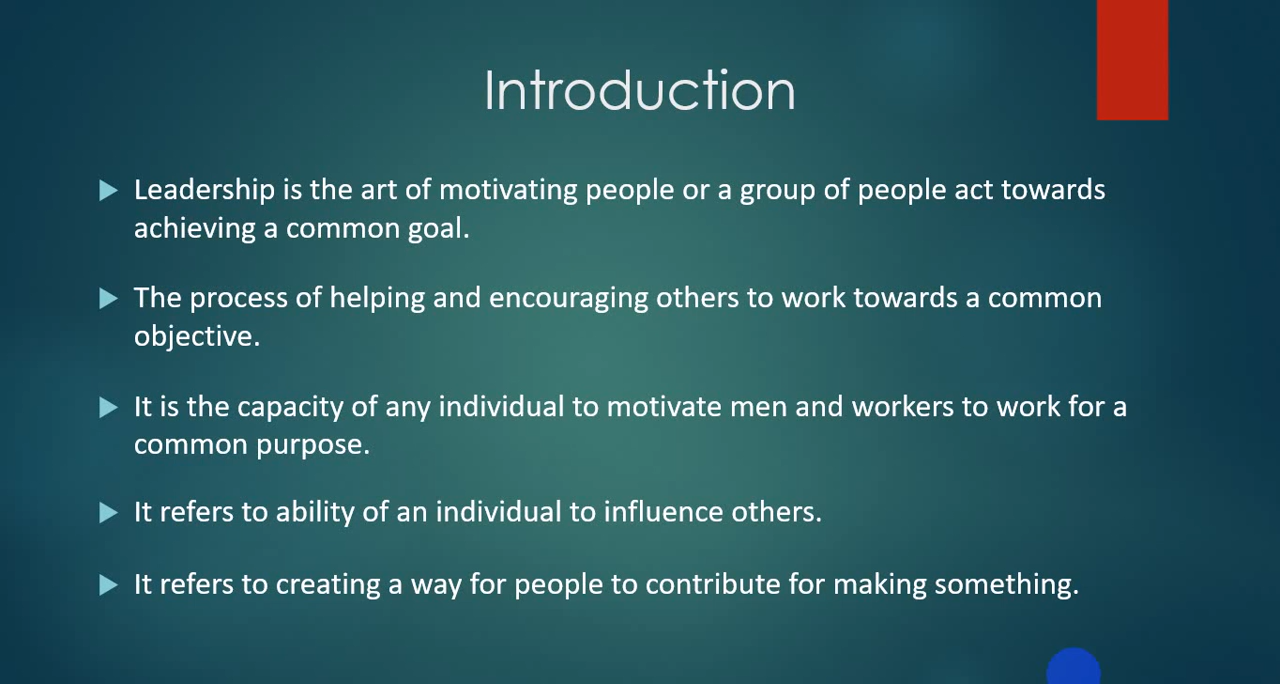 Introduction
Leadership is the art of motivating people or a group of people act towards
achieving a common goal.
The process of helping and encouraging others to work towards a common
objective.
It is the capacity of any individual to motivate men and workers to work for a
common purpose.
It refers to ability of an individual to influence others.
It refers to creating a way for people to contribute for making something.